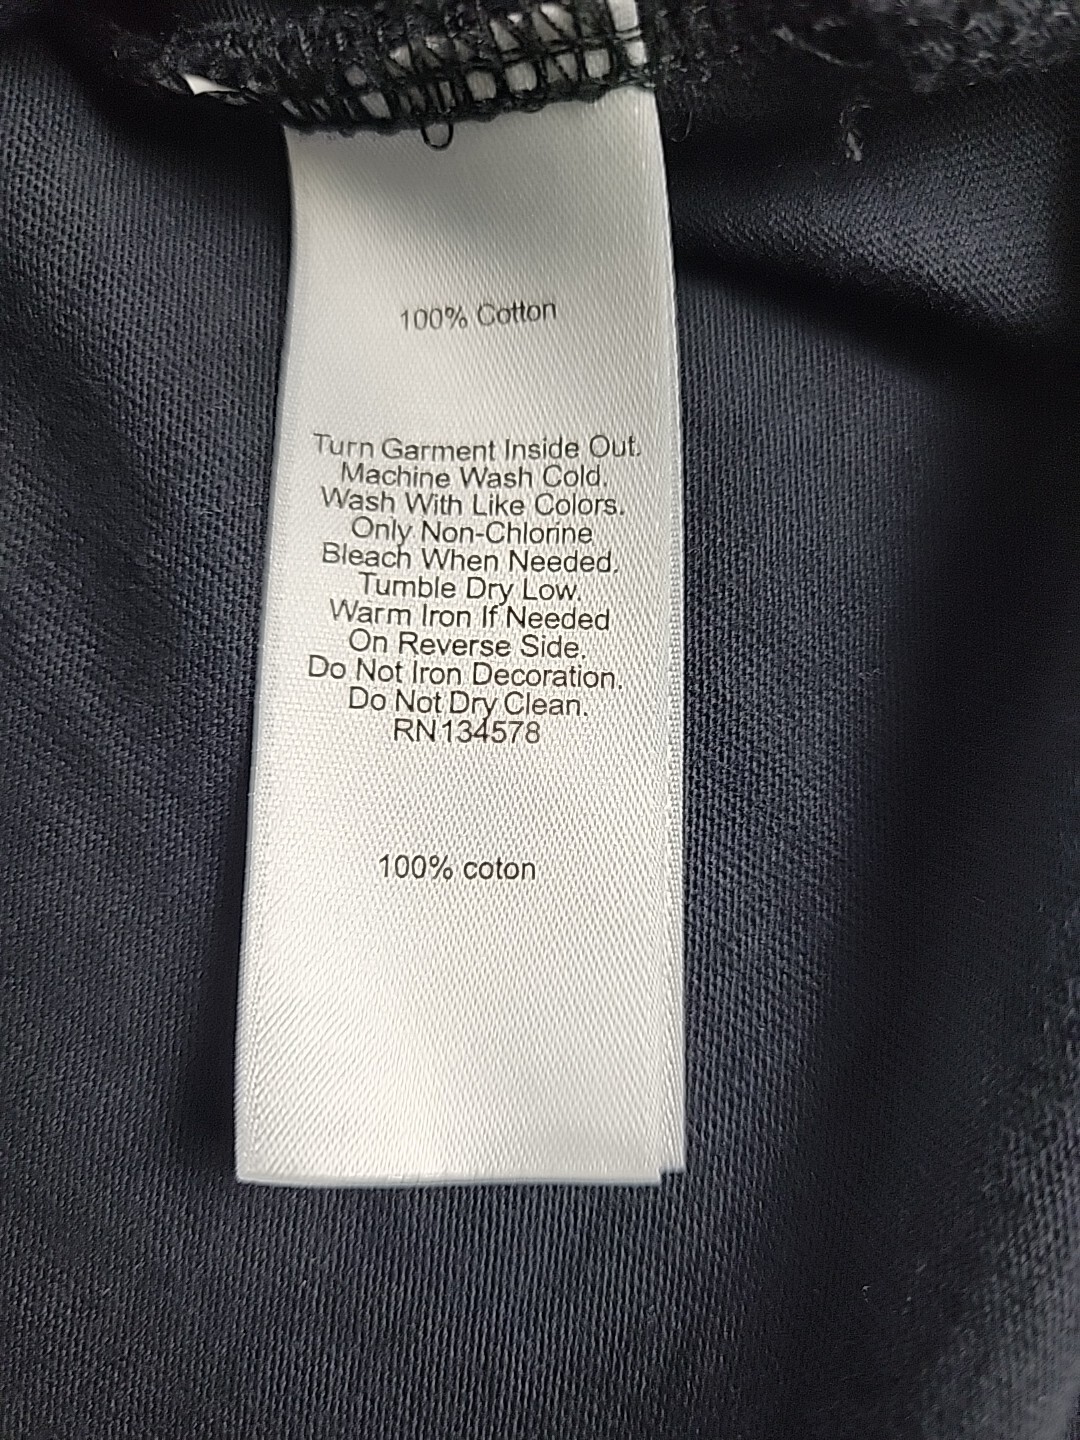 100% Cotton
Turn Garment Inside Out.
Machine Wash Cold.
Wash With Like Colors.
Only Non-Chlorine
Bleach When Needed.
Tumble Dry Low.
Warm Iron If Needed
On Reverse Side.
Do Not Iron Decoration.
Do Not Dry Clean.
RN134578
100% coton